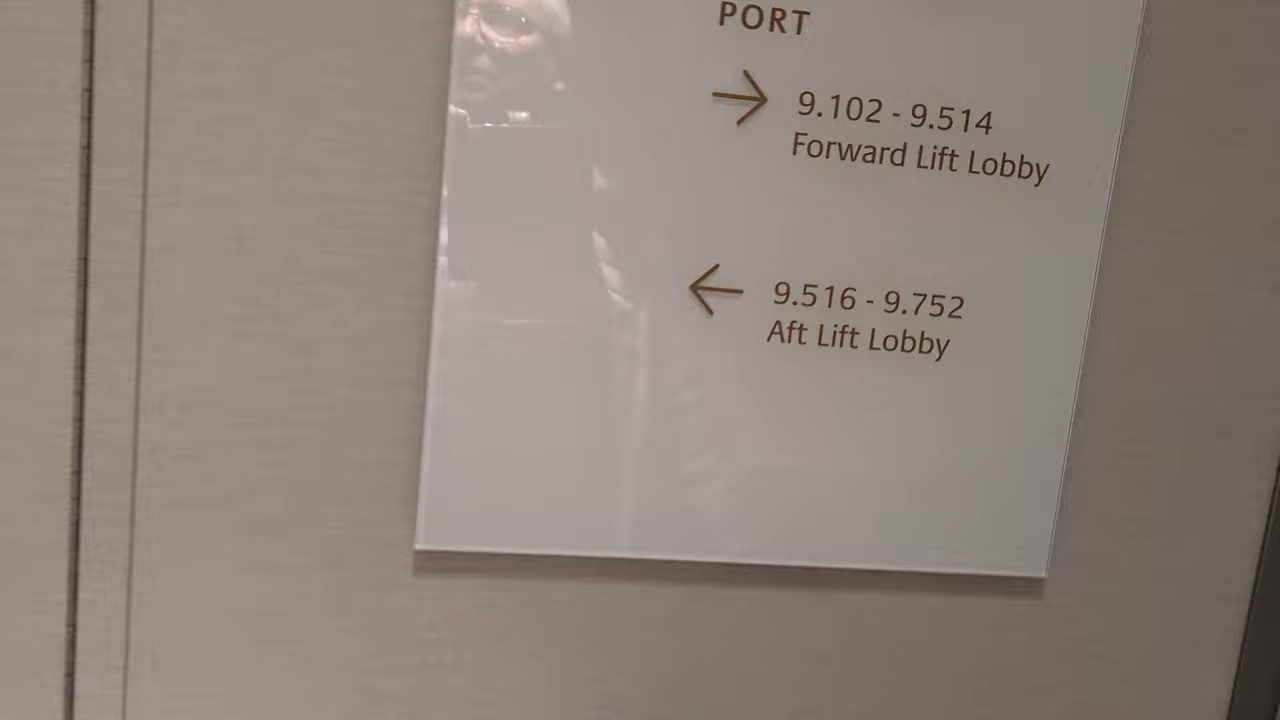 PORT
9.102 - 9.514
Forward Lift Lobby
9.516 - 9.752
Aft Lift Lobby